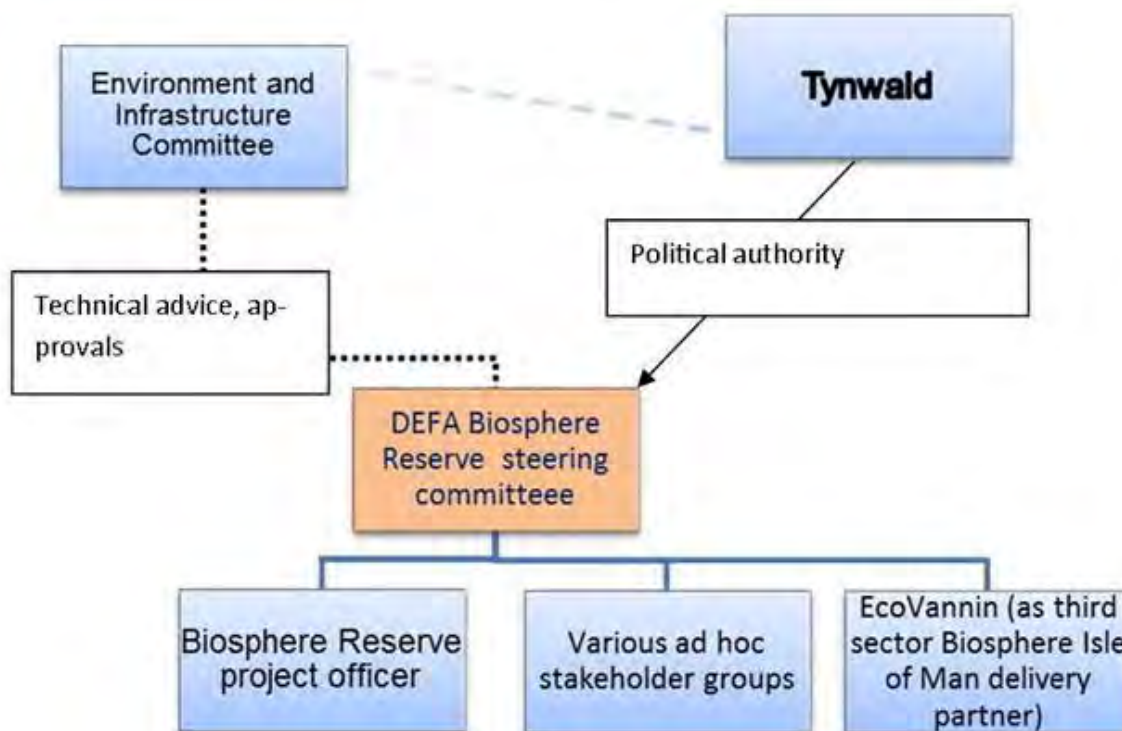 Environment and
Infrastructure
Committee
Tynwald
Political authority
Technical advice, ap-
provals
DEFA Biosphere
Reserve steering
committeee
Biosphere Reserve
project officer
Various ad hoc
stakeholder groups
EcoVannin (as third
sector Biosphere Isle
of Man delivery
partner)